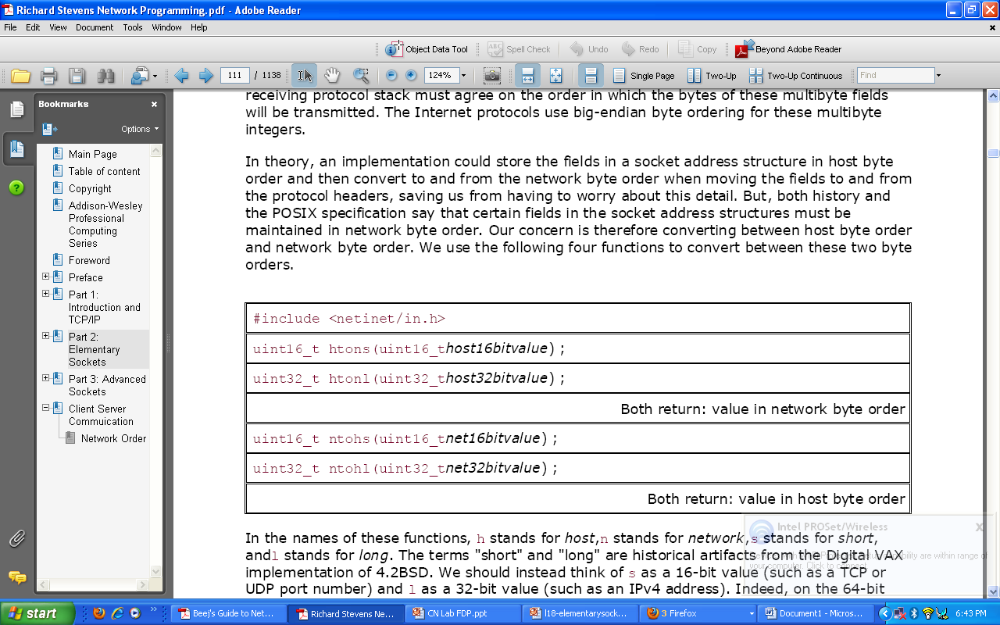 Richard Stevens Network Programming.pdf - Adobe Reader
File Edit View Document Tools Window Help
Object Data Tool Spell Check Undo Redo Copy Beyond Adobe Reader
111 / 1138 124% Single Page Two-Up Two-Up Continuous Find
Bookmarks
Options
Main Page
Table of content
Copyright
Addison-Wesley
Professional
Computing
Series
Foreword
Preface
Part 1:
Introduction and
TCP/IP
Part 2:
Elementary
Sockets
Part 3: Advanced
Sockets
Client Server
Commuication
Network Order
receiving protocol stack must agree on the order in which the bytes of these multibyte fields
will be transmitted. The Internet protocols use big-endian byte ordering for these multibyte
integers.
In theory, an implementation could store the fields in a socket address structure in host byte
order and then convert to and from the network byte order when moving the fields to and from
the protocol headers, saving us from having to worry about this detail. But, both history and
the POSIX specification say that certain fields in the socket address structures must be
maintained in network byte order. Our concern is therefore converting between host byte order
and network byte order. We use the following four functions to convert between these two byte
orders.
#include <netinet/in.h>
uint16_t htons(uint16_thost16bitvalue);
uint32_t htonl(uint32_thost32bitvalue);
Both return: value in network byte order
uint16_t ntohs(uint16_tnet16bitvalue);
uint32_t ntohl(uint32_tnet32bitvalue);
Both return: value in host byte order
In the names of these functions, h stands for host,n stands for network,s stands for short,
andl stands for long. The terms "short" and "long" are historical artifacts from the Digital VAX
implementation of 4.2BSD. We should instead think of s as a 16-bit value (such as a TCP or
UDP port number) and l as a 32-bit value (such as an IPv4 address). Indeed, on the 64-bit
Intel PROSet/Wireless
are within range of
your computer. Click to connect.
start Beej's Guide to Net... Richard Stevens Ne... CN Lab FDP.ppt l18-elementarysock... 3 Firefox Document1 - Micros... 6:43 PM